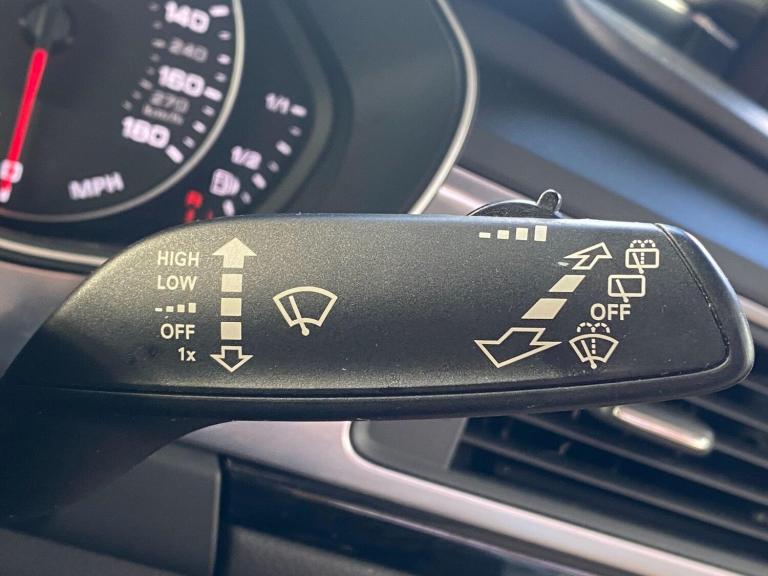 140
240
160
270
km/h
180
MPH
1/1
1/2
HIGH
LOW
OFF
1x
OFF